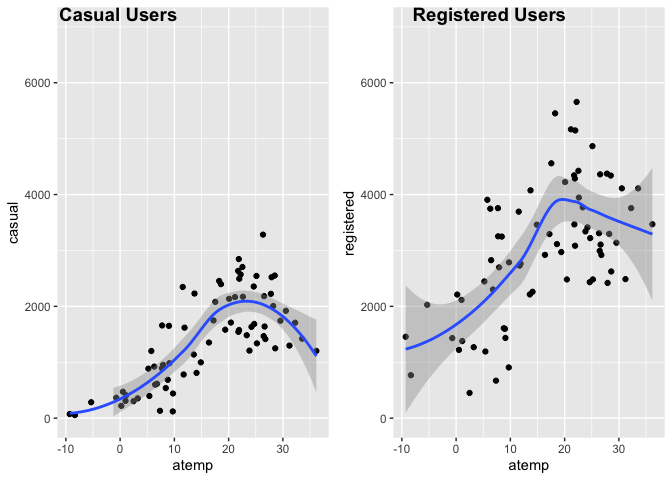 Casual Users
Registered Users
6000
4000
2000
0
casual
-10 0 10 20 30
atemp
6000
4000
2000
0
registered
-10 0 10 20 30
atemp